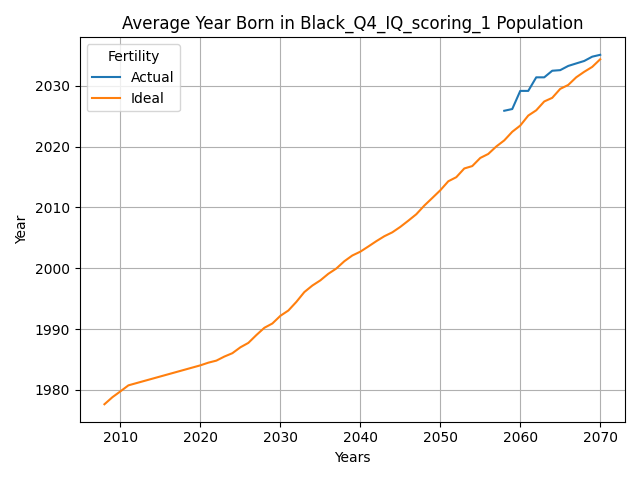 Average Year Born in Black_Q4_IQ_scoring_1 Population
Fertility
Actual
Ideal
Year
2030
2020
2010
2000
1990
1980
2010 2020 2030 2040 2050 2060 2070
Years